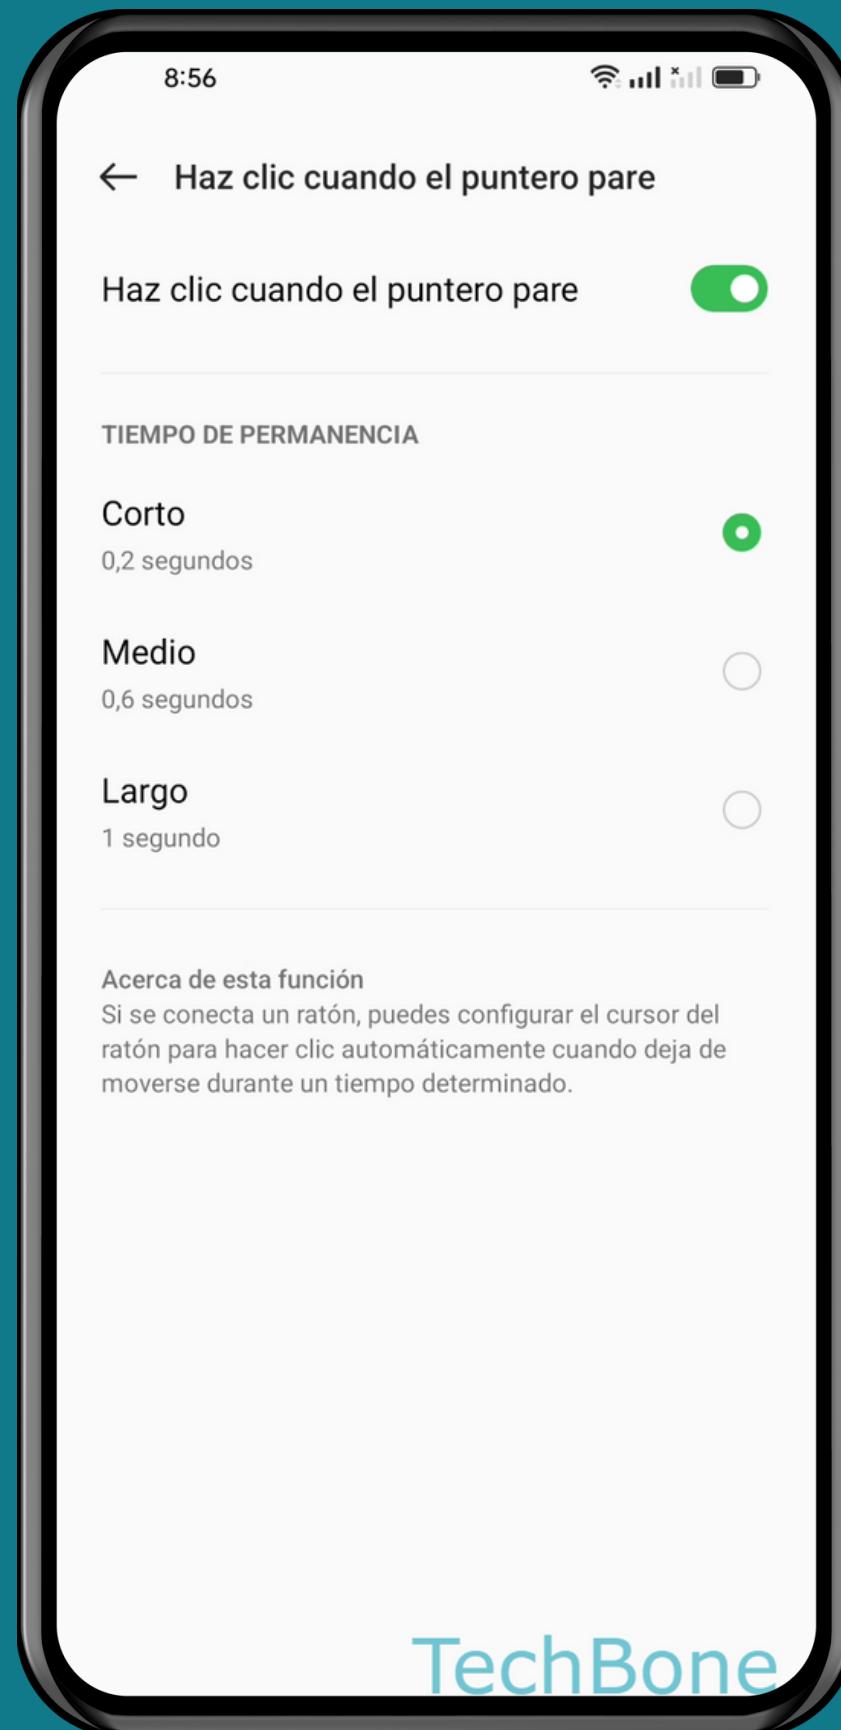 8:56
Haz clic cuando el puntero pare
Haz clic cuando el puntero pare
TIEMPO DE PERMANENCIA
Corto
0,2 segundos
Medio
0,6 segundos
Largo
1 segundo
Acerca de esta función
Si se conecta un ratón, puedes configurar el cursor del
ratón para hacer clic automáticamente cuando deja de
moverse durante un tiempo determinado.
TechBone